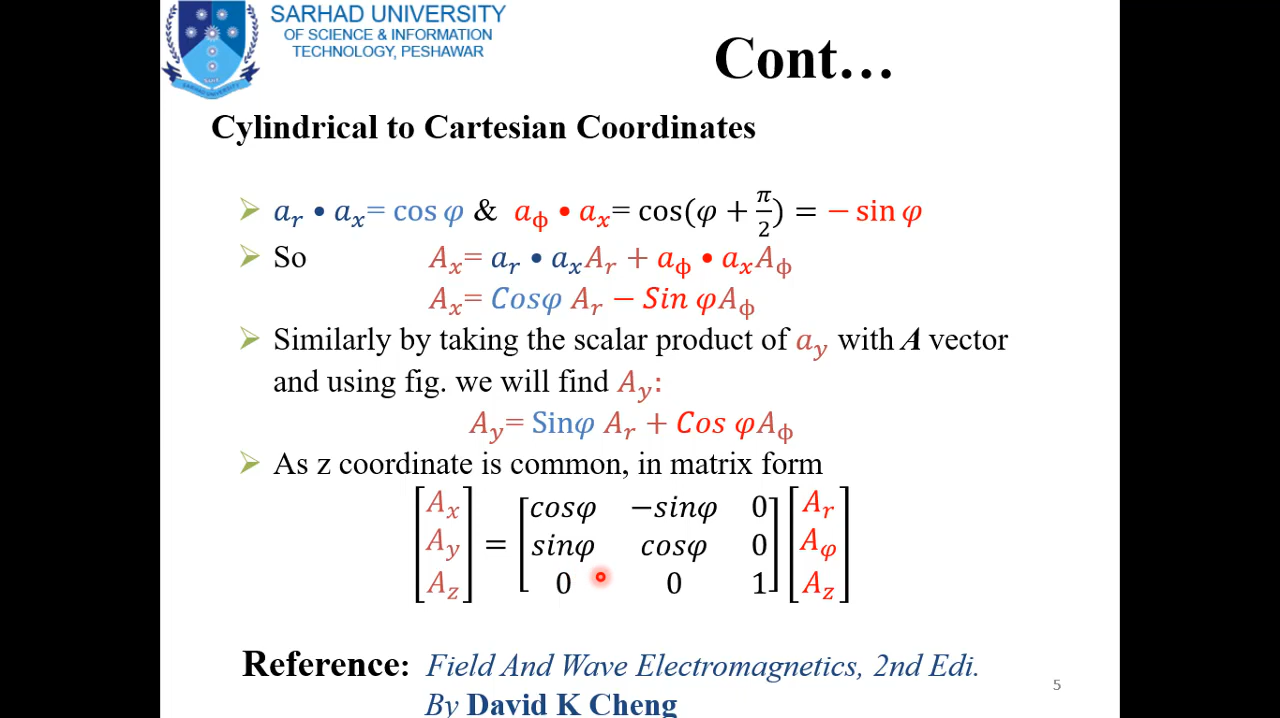 SARHAD UNIVERSITY
OF SCIENCE & INFORMATION
TECHNOLOGY, PESHAWAR
Cont…
Cylindrical to Cartesian Coordinates
➢ a_r • a_x= cos φ & a_ϕ • a_x= cos(φ + π/2) = − sin φ
➢ So A_x= a_r • a_xA_r + a_ϕ • a_xA_ϕ
A_x= Cosφ A_r − Sin φA_ϕ
➢ Similarly by taking the scalar product of a_y with A vector
and using fig. we will find A_y:
A_y= Sinφ A_r + Cos φA_ϕ
➢ As z coordinate is common, in matrix form
[A_x] [cosφ −sinφ 0] [A_r]
[A_y] = [sinφ cosφ 0] [A_φ]
[A_z] [0 0 1] [A_z]
Reference: Field And Wave Electromagnetics, 2nd Edi.
By David K Cheng
5